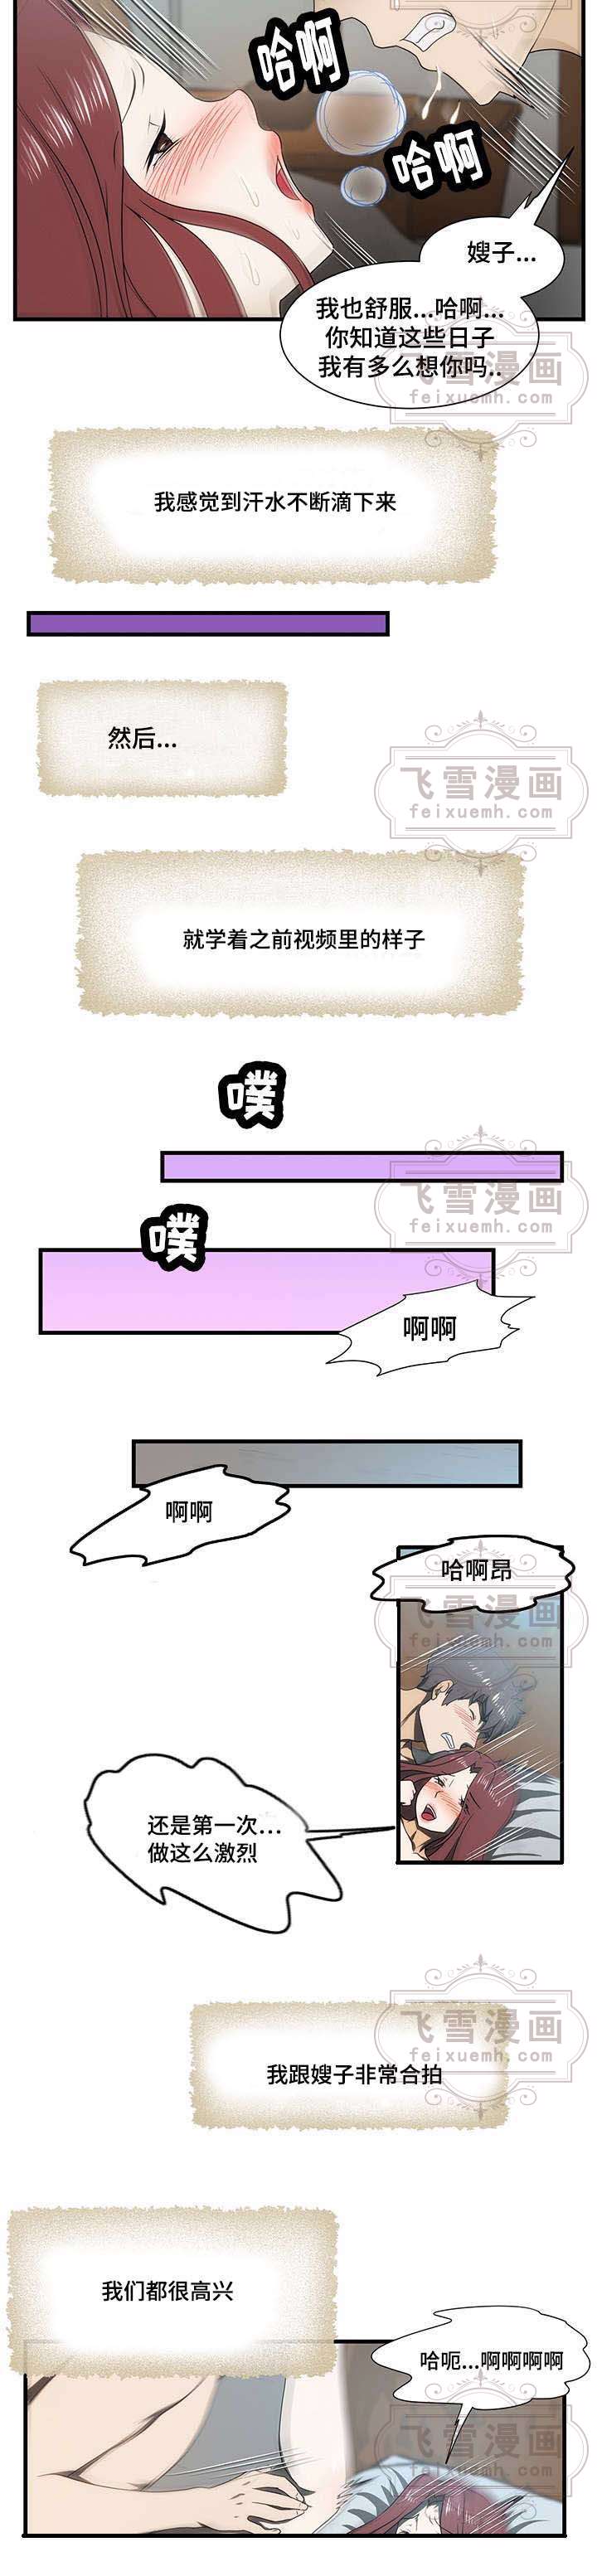 哈啊
哈啊
嫂子...
我也舒服...哈啊...
你知道这些日子
我有多么想你吗..
飞雪漫画
feixuemh.com
我感觉到汗水不断滴下来
然后...
飞雪漫画
feixuemh.com
就学着之前视频里的样子
噗
飞雪漫画
feixuemh.com
噗
啊啊
啊啊
哈啊昂
飞雪漫画
feixuemh.com
还是第一次...
做这么激烈
飞雪漫画
feixuemh.com
我跟嫂子非常合拍
我们都很高兴
哈呃...啊啊啊啊
飞雪漫画
feixuemh.com